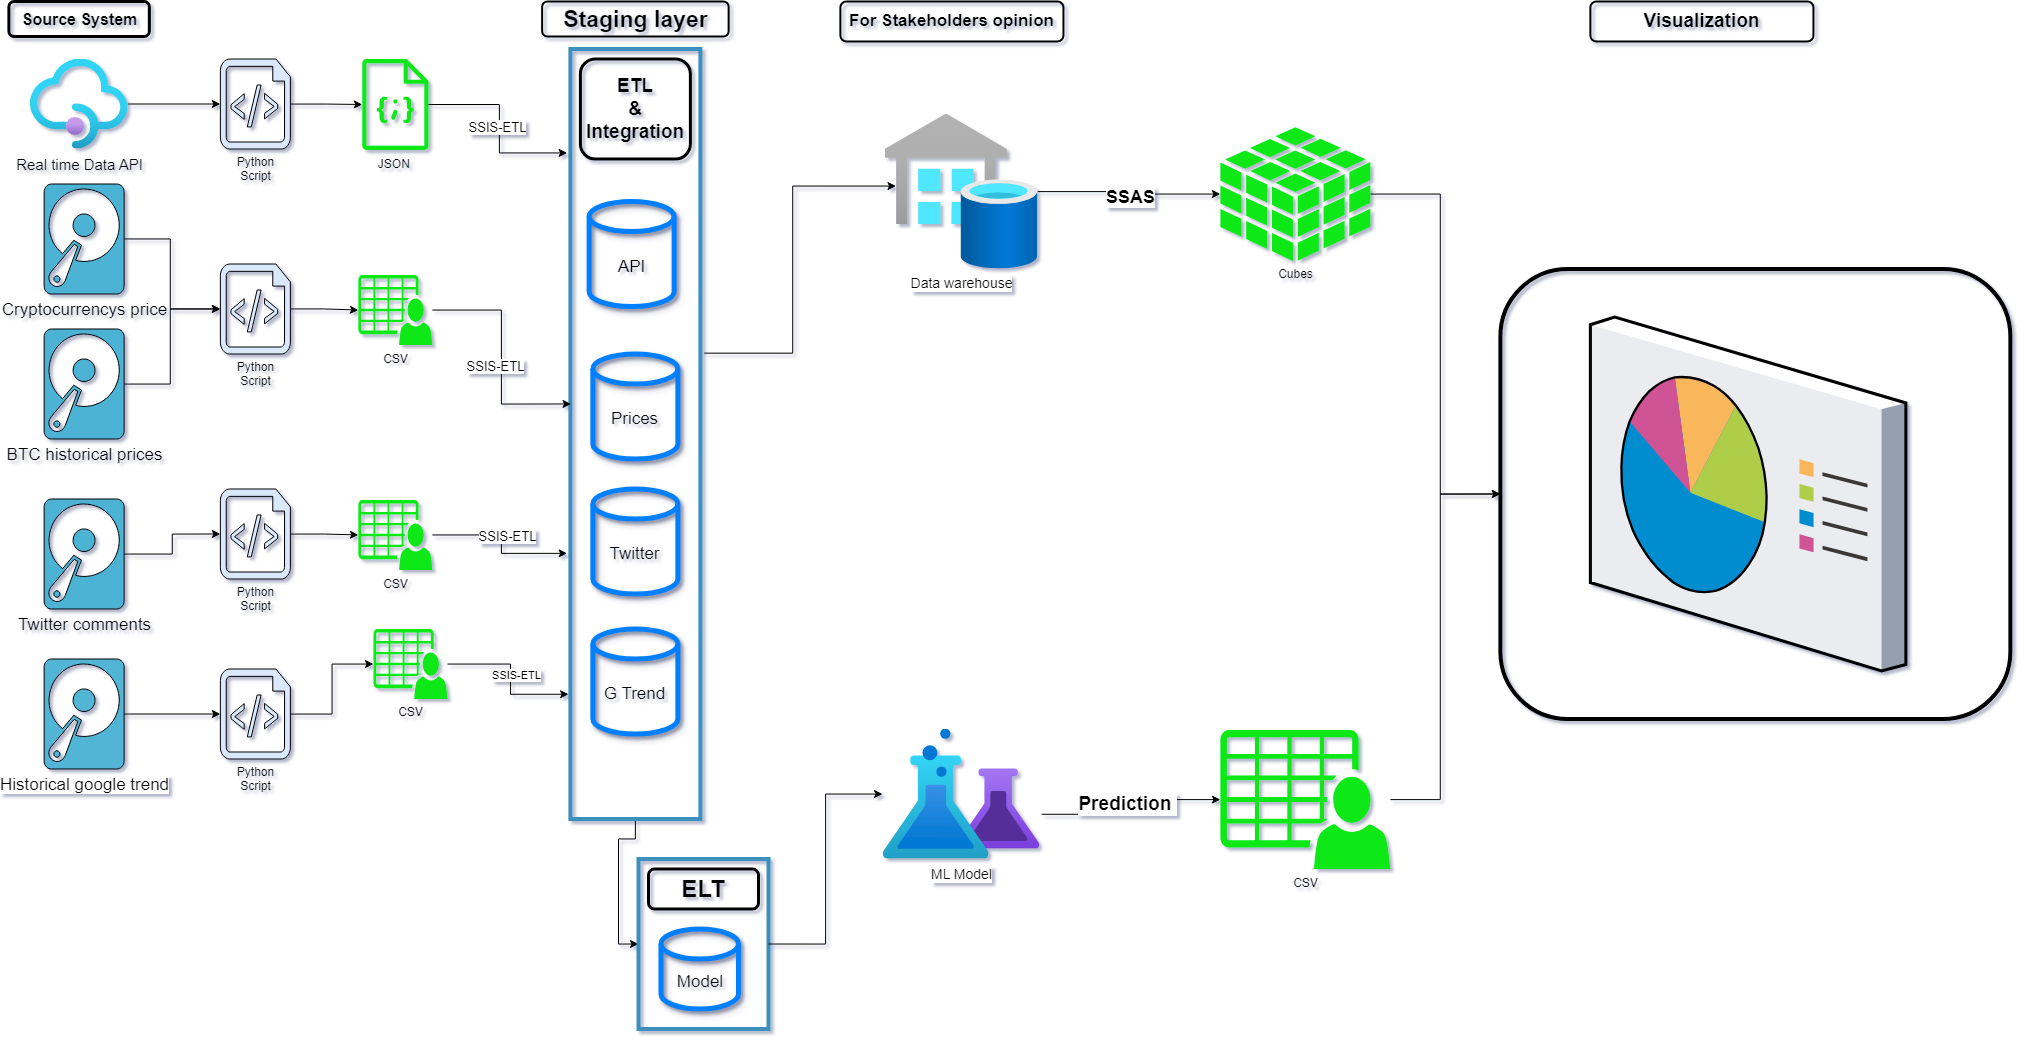 Source System
Staging layer
For Stakeholders opinion
Visualization
Real time Data API
Python
Script
JSON
SSIS-ETL
ETL
&
Integration
Cryptocurrencys price
BTC historical prices
Python
Script
CSV
SSIS-ETL
API
Prices
Twitter comments
Python
Script
CSV
SSIS-ETL
Twitter
Historical google trend
Python
Script
CSV
SSIS-ETL
G Trend
Data warehouse
SSAS
Cubes
ELT
Model
ML Model
Prediction
CSV